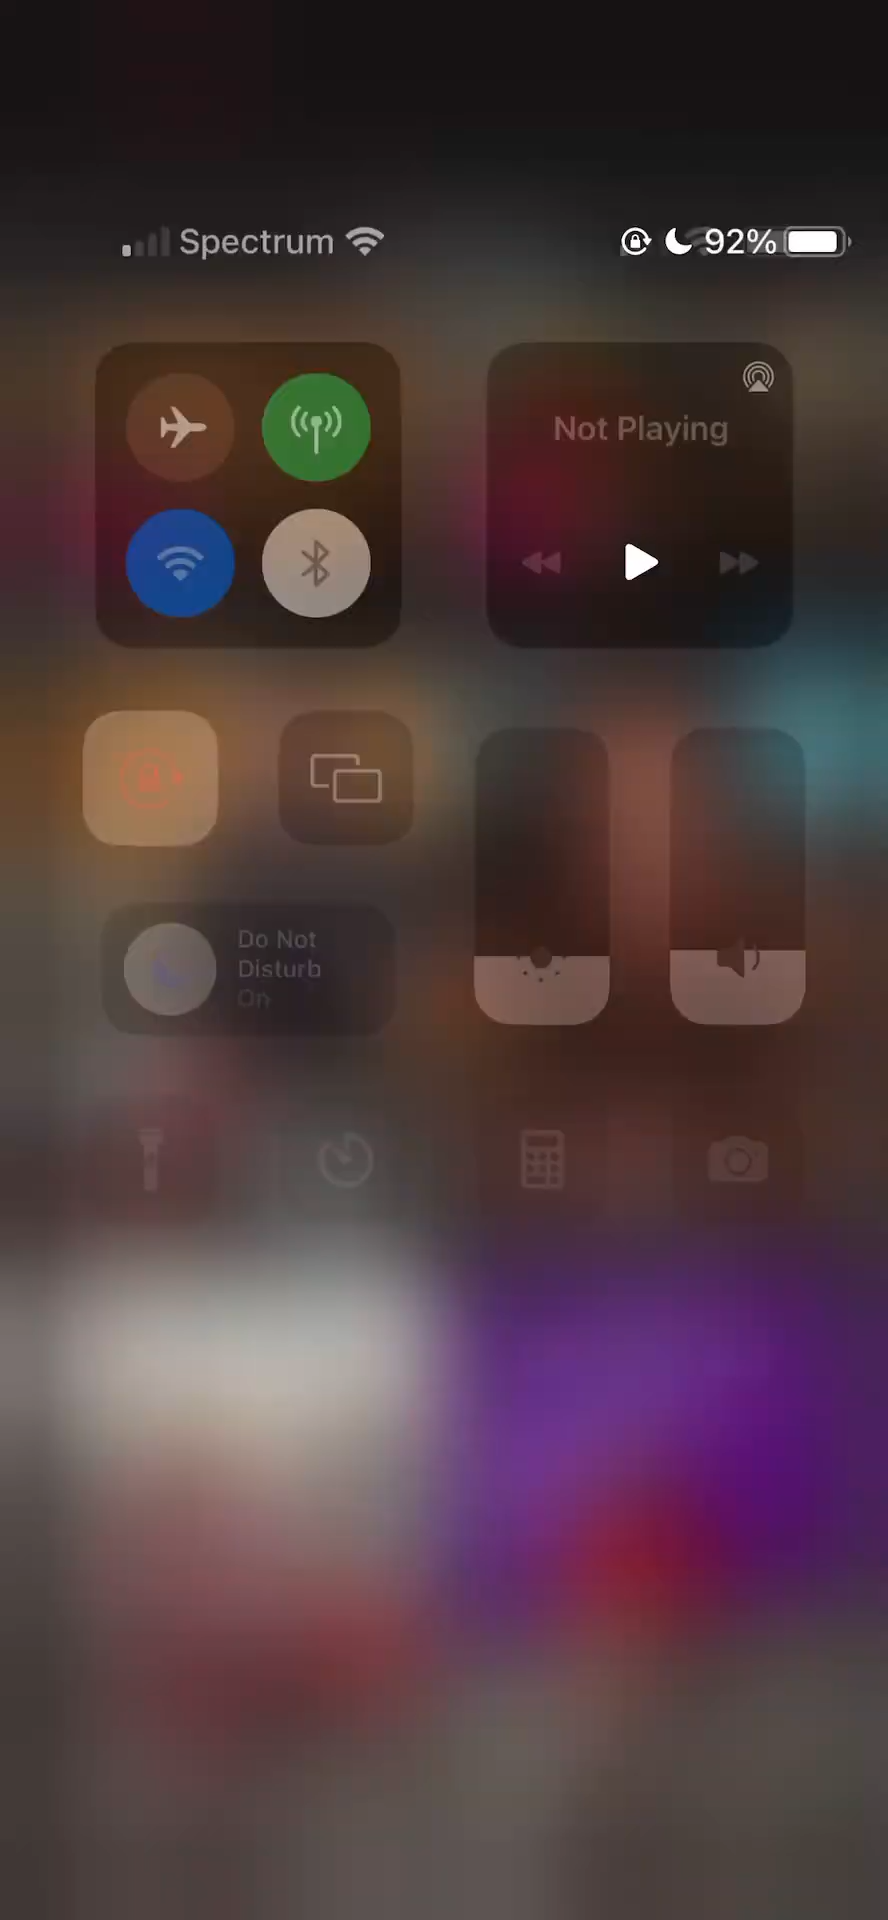 Spectrum 92%
Not Playing
Do Not
Disturb
On